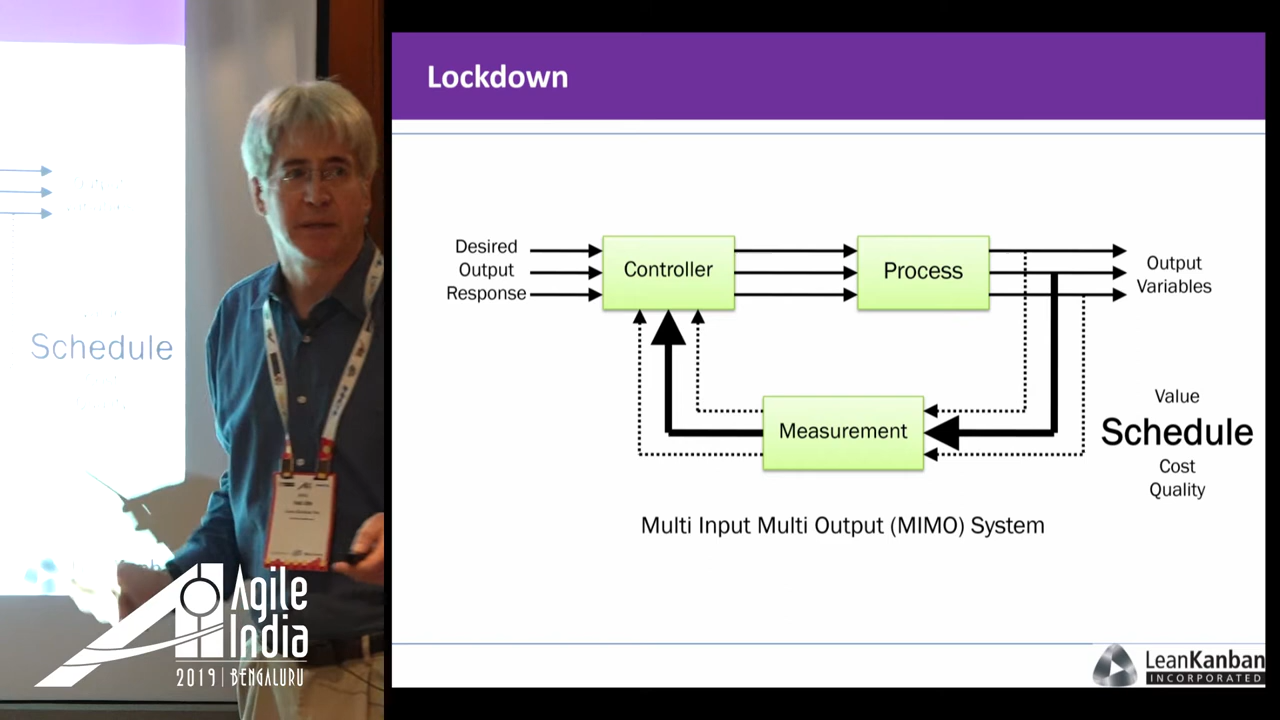 Lockdown
Desired
Output
Response
Controller
Process
Output
Variables
Measurement
Value
Schedule
Cost
Quality
Multi Input Multi Output (MIMO) System
LeanKanban
INCORPORATED
Schedule
Agile
India
2019 | BENGALURU